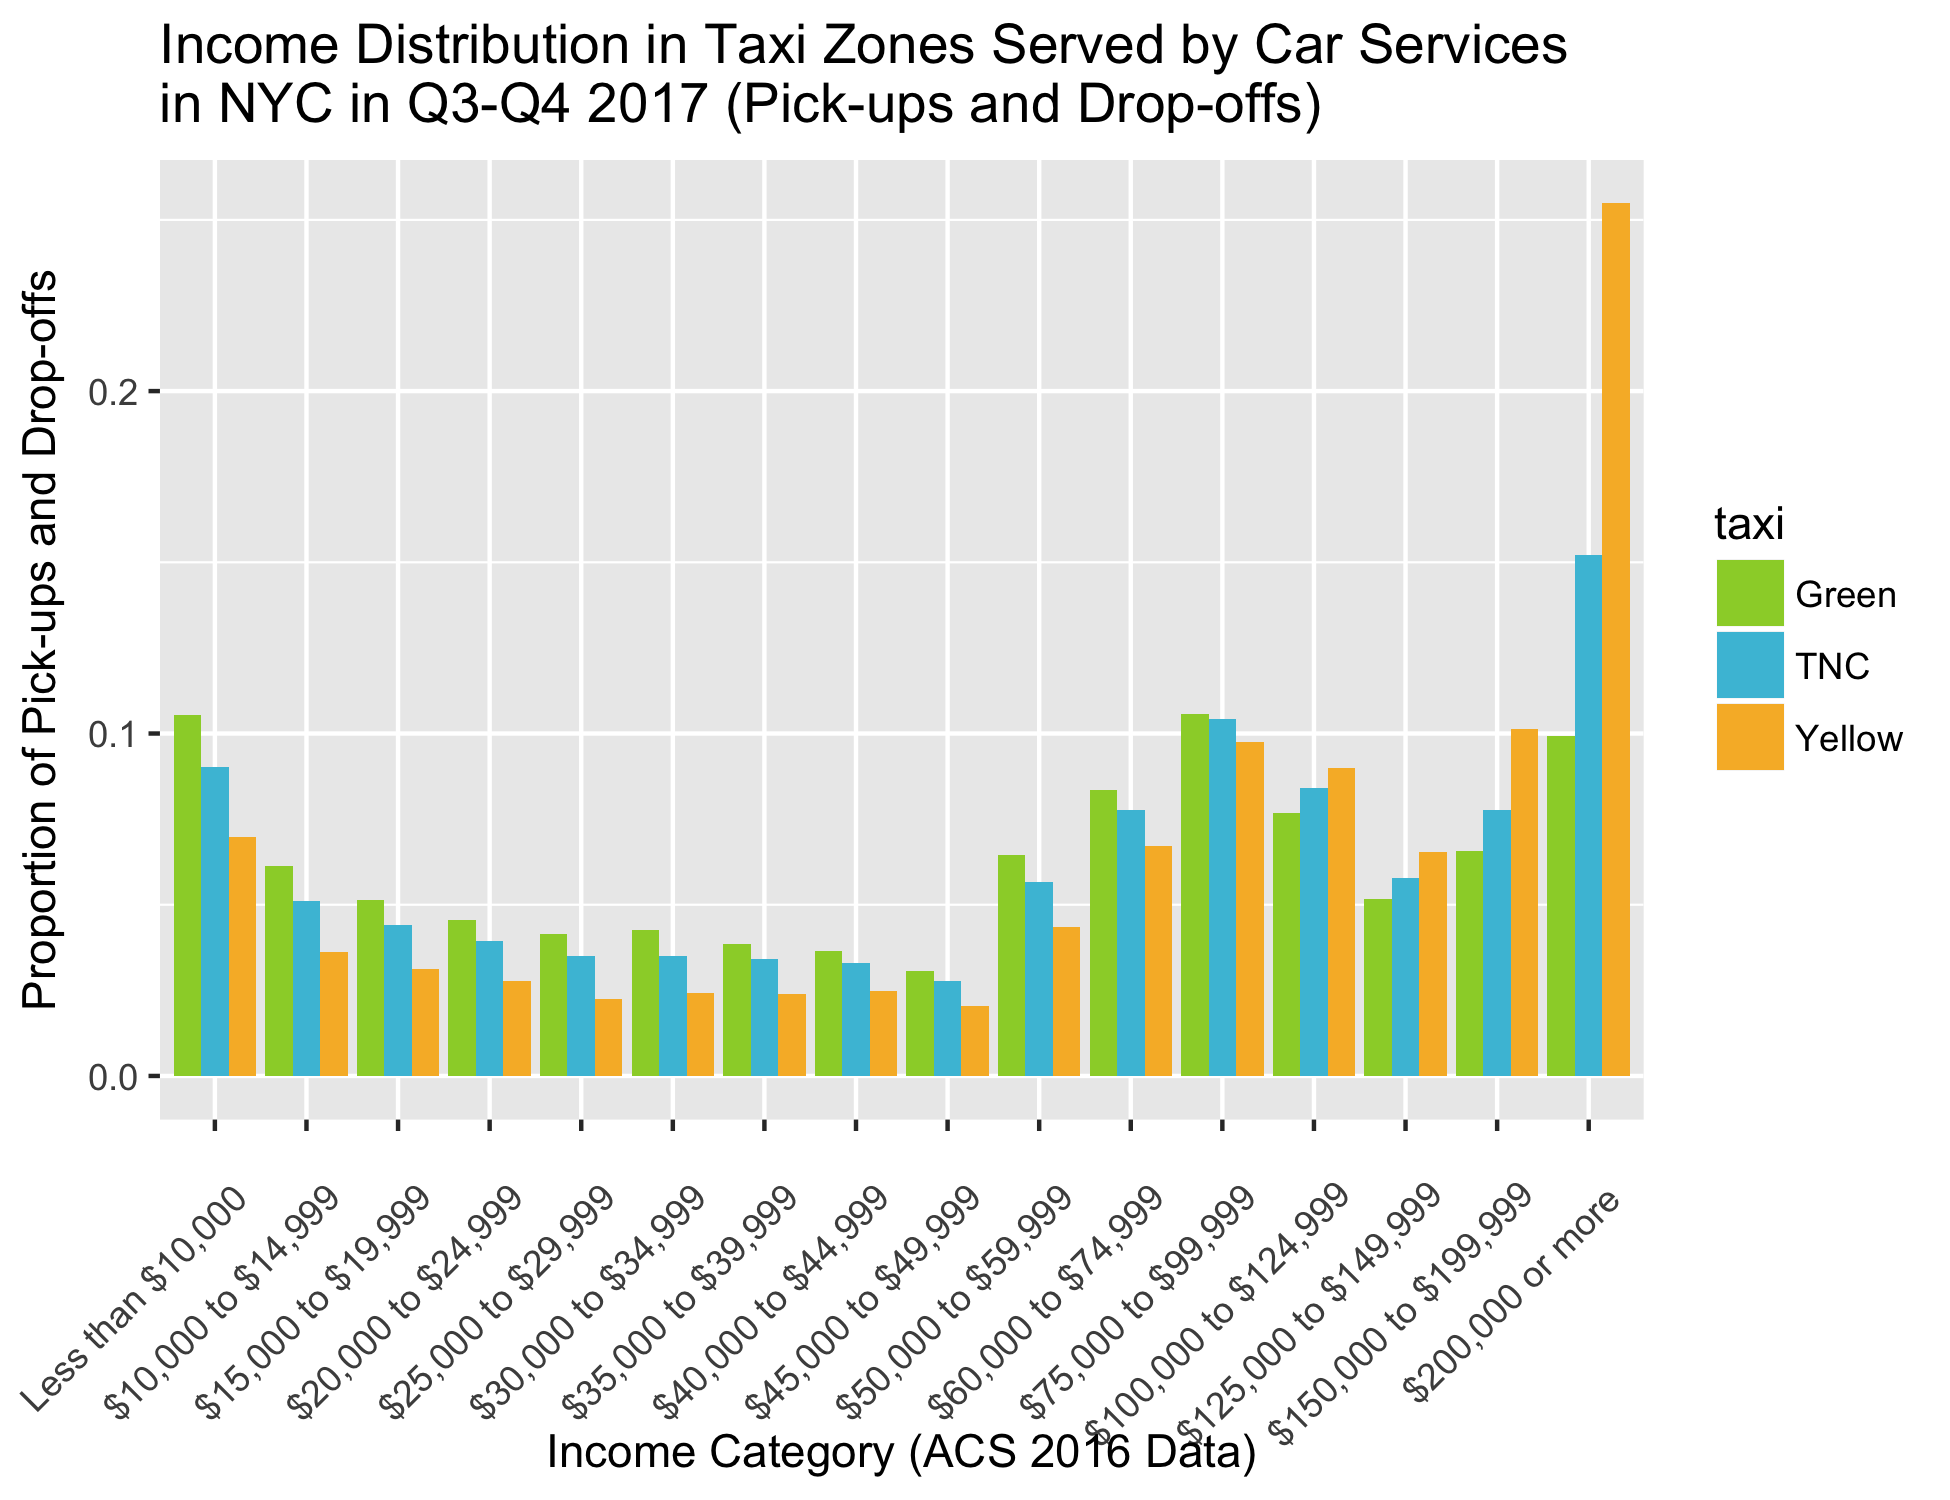 Income Distribution in Taxi Zones Served by Car Services
in NYC in Q3-Q4 2017 (Pick-ups and Drop-offs)
Proportion of Pick-ups and Drop-offs
0.2
0.1
0.0
taxi
Green
TNC
Yellow
Less than $10,000
$10,000 to $14,999
$15,000 to $19,999
$20,000 to $24,999
$25,000 to $29,999
$30,000 to $34,999
$35,000 to $39,999
$40,000 to $44,999
$45,000 to $49,999
$50,000 to $59,999
$60,000 to $74,999
$75,000 to $99,999
$100,000 to $124,999
$125,000 to $149,999
$150,000 to $199,999
$200,000 or more
Income Category (ACS 2016 Data)